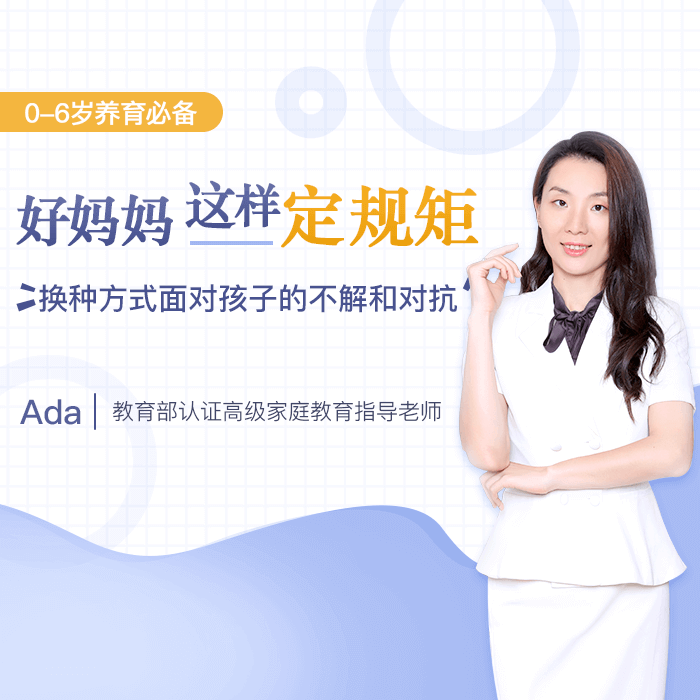 0–6岁养育必备
好妈妈这样定规矩
换种方式面对孩子的不解和对抗
Ada | 教育部认证高级家庭教育指导老师